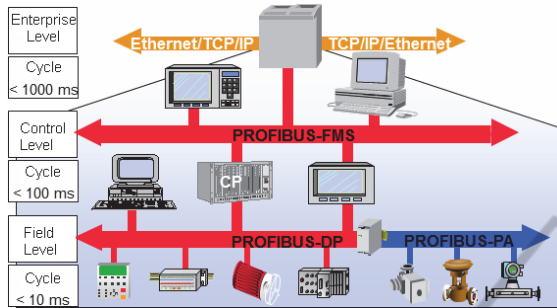 Enterprise
Level
Ethernet/TCP/IP
TCP/IP/Ethernet
Cycle
< 1000 ms
Control
Level
PROFIBUS-FMS
Cycle
< 100 ms
CP
Field
Level
PROFIBUS-DP
PROFIBUS-PA
Cycle
< 10 ms